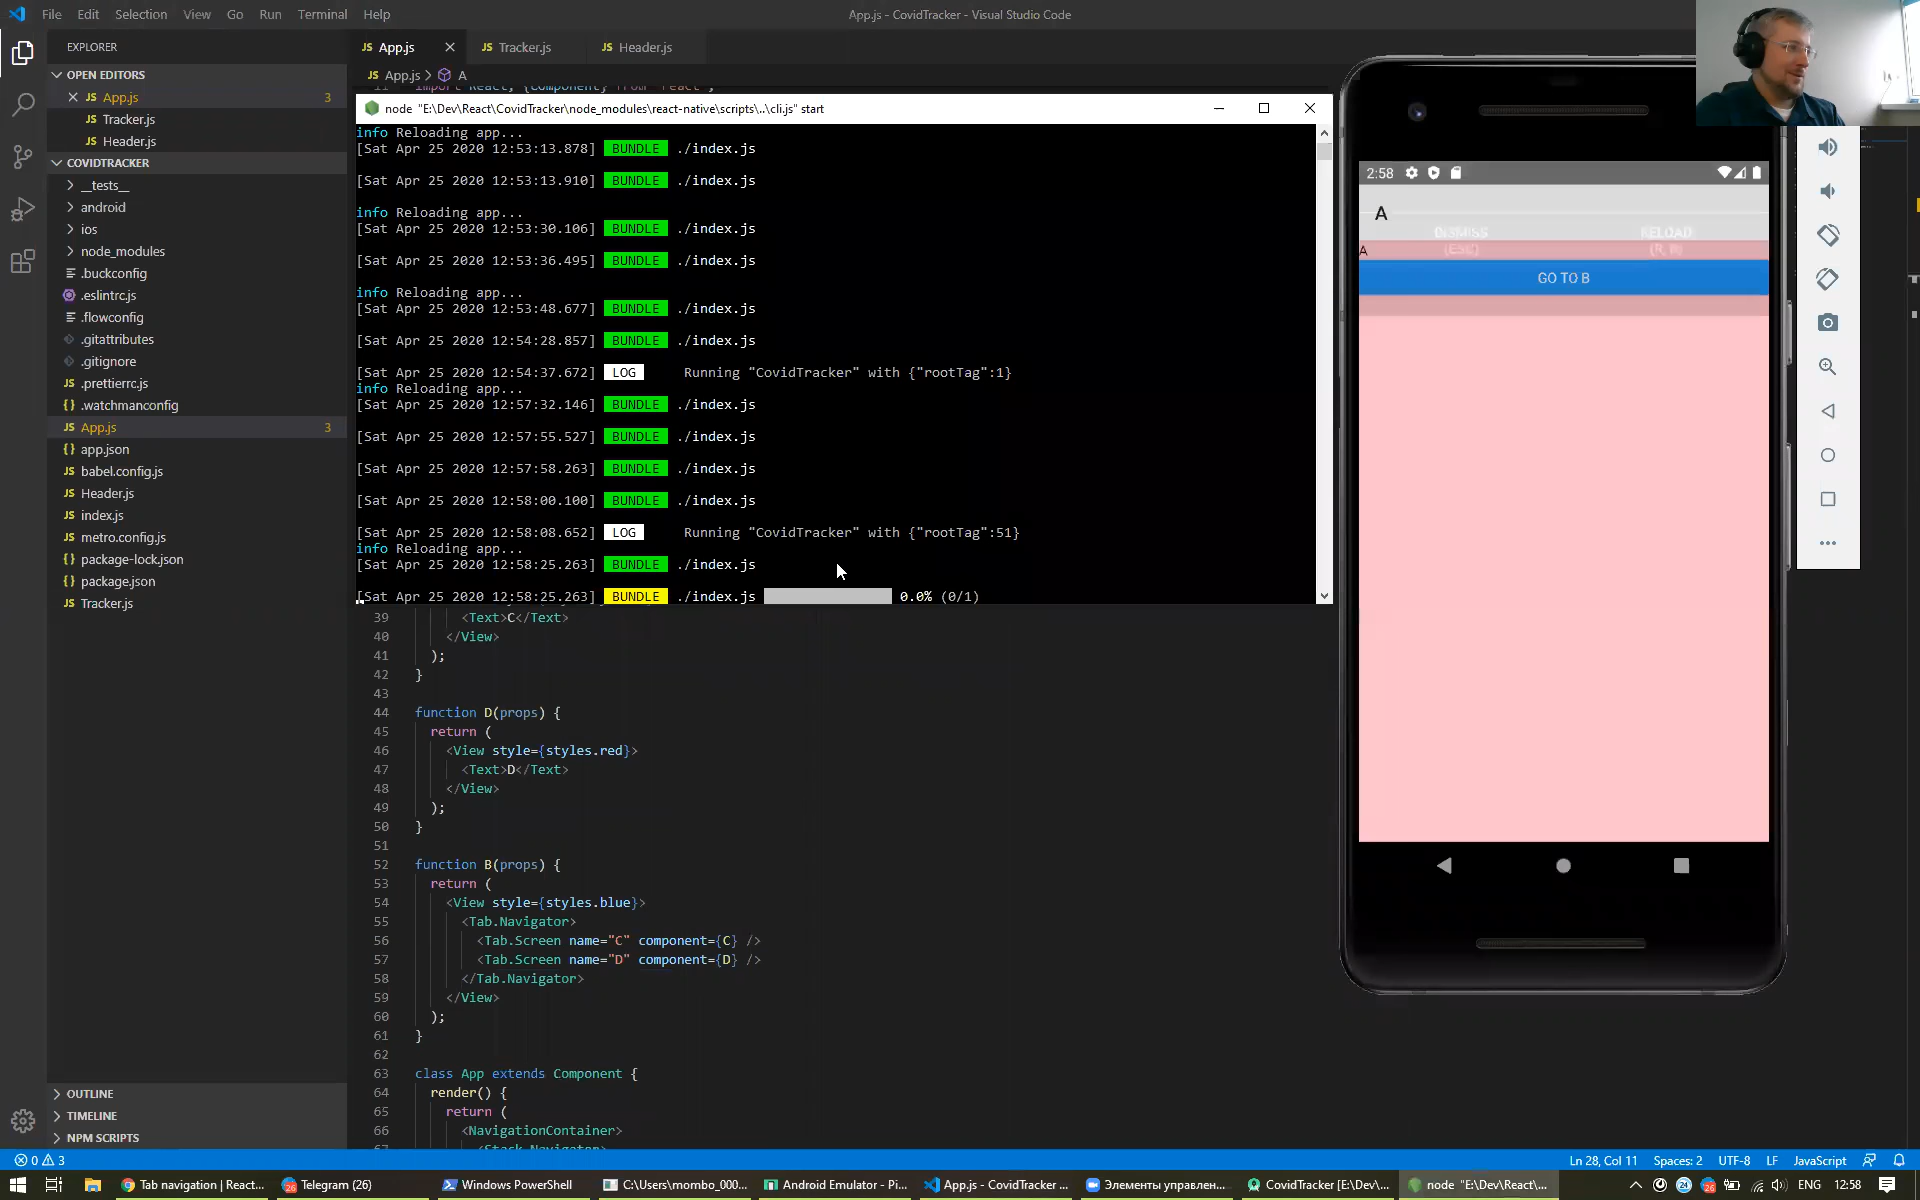 File Edit Selection View Go Run Terminal Help
App.js - CovidTracker - Visual Studio Code
EXPLORER
OPEN EDITORS
App.js 3
Tracker.js
Header.js
COVIDTRACKER
__tests__
android
ios
node_modules
.buckconfig
.eslintrc.js
.flowconfig
.gitattributes
.gitignore
.prettierrc.js
.watchmanconfig
App.js 3
app.json
babel.config.js
Header.js
index.js
metro.config.js
package-lock.json
package.json
Tracker.js
OUTLINE
TIMELINE
NPM SCRIPTS
JS App.js JS Tracker.js JS Header.js
JS App.js > A
node "E:\Dev\React\CovidTracker\node_modules\react-native\scripts\..\cli.js" start
info Reloading app...
[Sat Apr 25 2020 12:53:13.878] BUNDLE ./index.js
[Sat Apr 25 2020 12:53:13.910] BUNDLE ./index.js
info Reloading app...
[Sat Apr 25 2020 12:53:30.106] BUNDLE ./index.js
[Sat Apr 25 2020 12:53:36.495] BUNDLE ./index.js
info Reloading app...
[Sat Apr 25 2020 12:53:48.677] BUNDLE ./index.js
[Sat Apr 25 2020 12:54:28.857] BUNDLE ./index.js
[Sat Apr 25 2020 12:54:37.672] LOG Running "CovidTracker" with {"rootTag":1}
info Reloading app...
[Sat Apr 25 2020 12:57:32.146] BUNDLE ./index.js
[Sat Apr 25 2020 12:57:55.527] BUNDLE ./index.js
[Sat Apr 25 2020 12:57:58.263] BUNDLE ./index.js
[Sat Apr 25 2020 12:58:00.100] BUNDLE ./index.js
[Sat Apr 25 2020 12:58:08.652] LOG Running "CovidTracker" with {"rootTag":51}
info Reloading app...
[Sat Apr 25 2020 12:58:25.263] BUNDLE ./index.js
[Sat Apr 25 2020 12:58:25.263] BUNDLE ./index.js 0.0% (0/1)
39 <Text>C</Text>
40 </View>
41 );
42 }
43
44 function D(props) {
45 return (
46 <View style={styles.red}>
47 <Text>D</Text>
48 </View>
49 );
50 }
51
52 function B(props) {
53 return (
54 <View style={styles.blue}>
55 <Tab.Navigator>
56 <Tab.Screen name="C" component={C} />
57 <Tab.Screen name="D" component={D} />
58 </Tab.Navigator>
59 </View>
60 );
61 }
62
63 class App extends Component {
64 render() {
65 return (
66 <NavigationContainer>
2:58
A
DISMISS
(ESC)
RELOAD
(R, R)
A
GO TO B
0 3
Ln 28, Col 11 Spaces: 2 UTF-8 LF JavaScript
Tab navigation | React...
Telegram (26)
Windows PowerShell
C:\Users\mombo_000...
Android Emulator - Pi...
App.js - CovidTracker ...
Элементы управлен...
CovidTracker [E:\Dev\...
node "E:\Dev\React\...
ENG 12:58